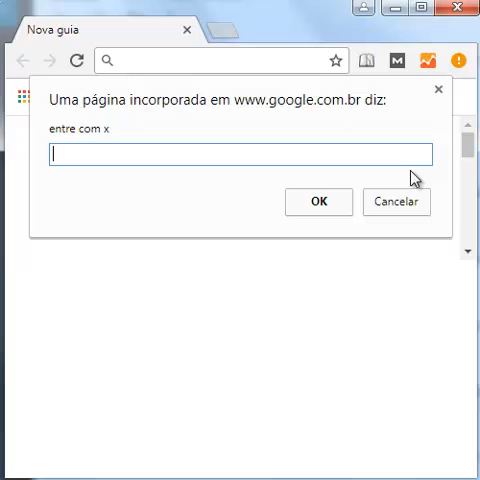 Nova guia
Uma página incorporada em www.google.com.br diz:
entre com x
OK
Cancelar
M